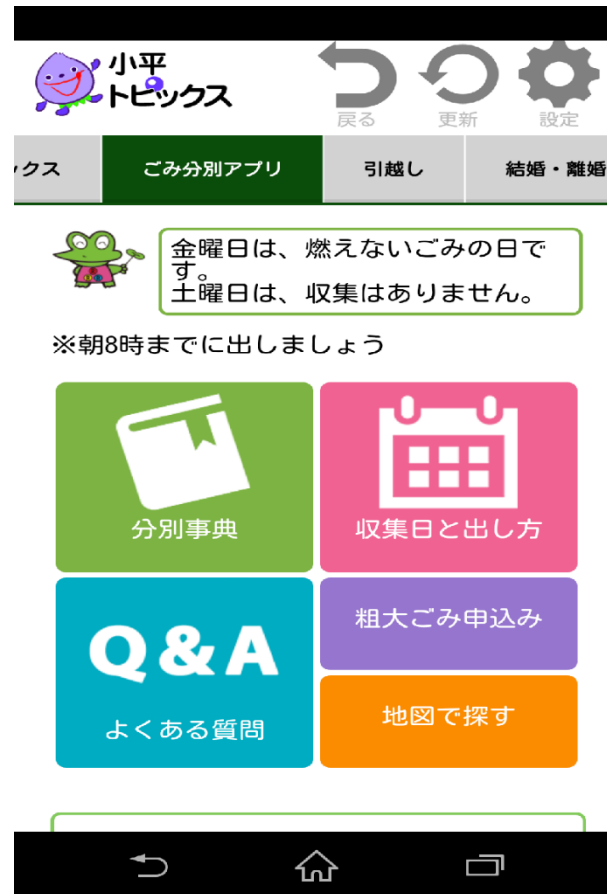 小平
トピックス
戻る
更新
設定
ックス
ごみ分別アプリ
引越し
結婚・離婚
金曜日は、燃えないごみの日で
す。
土曜日は、収集はありません。
※朝8時までに出しましょう
分別事典
収集日と出し方
Q&A
よくある質問
粗大ごみ申込み
地図で探す